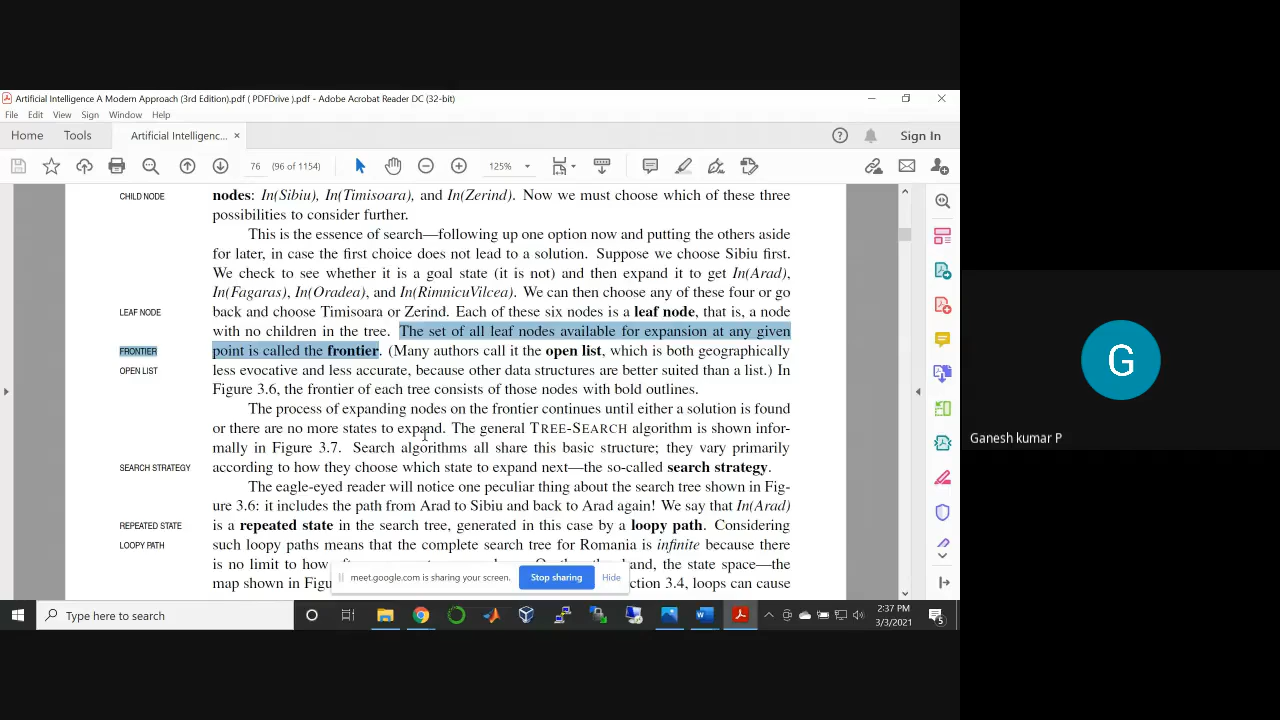 Artificial Intelligence A Modern Approach (3rd Edition).pdf ( PDFDrive ).pdf - Adobe Acrobat Reader DC (32-bit)
File Edit View Sign Window Help
Home Tools Artificial Intelligenc... × Sign In
76 (96 of 1154) 125%
CHILD NODE
nodes: In(Sibiu), In(Timisoara), and In(Zerind). Now we must choose which of these three
possibilities to consider further.
This is the essence of search—following up one option now and putting the others aside
for later, in case the first choice does not lead to a solution. Suppose we choose Sibiu first.
We check to see whether it is a goal state (it is not) and then expand it to get In(Arad),
In(Fagaras), In(Oradea), and In(RimnicuVilcea). We can then choose any of these four or go
LEAF NODE
back and choose Timisoara or Zerind. Each of these six nodes is a leaf node, that is, a node
with no children in the tree. The set of all leaf nodes available for expansion at any given
FRONTIER
point is called the frontier. (Many authors call it the open list, which is both geographically
OPEN LIST
less evocative and less accurate, because other data structures are better suited than a list.) In
Figure 3.6, the frontier of each tree consists of those nodes with bold outlines.
The process of expanding nodes on the frontier continues until either a solution is found
or there are no more states to expand. The general TREE-SEARCH algorithm is shown infor-
mally in Figure 3.7. Search algorithms all share this basic structure; they vary primarily
SEARCH STRATEGY
according to how they choose which state to expand next—the so-called search strategy.
The eagle-eyed reader will notice one peculiar thing about the search tree shown in Fig-
ure 3.6: it includes the path from Arad to Sibiu and back to Arad again! We say that In(Arad)
REPEATED STATE
is a repeated state in the search tree, generated in this case by a loopy path. Considering
LOOPY PATH
such loopy paths means that the complete search tree for Romania is infinite because there
is no limit to how
the state space—the
map shown in Figu
ction 3.4, loops can cause
meet.google.com is sharing your screen. Stop sharing Hide
Type here to search
2:37 PM
3/3/2021
5
G
Ganesh kumar P